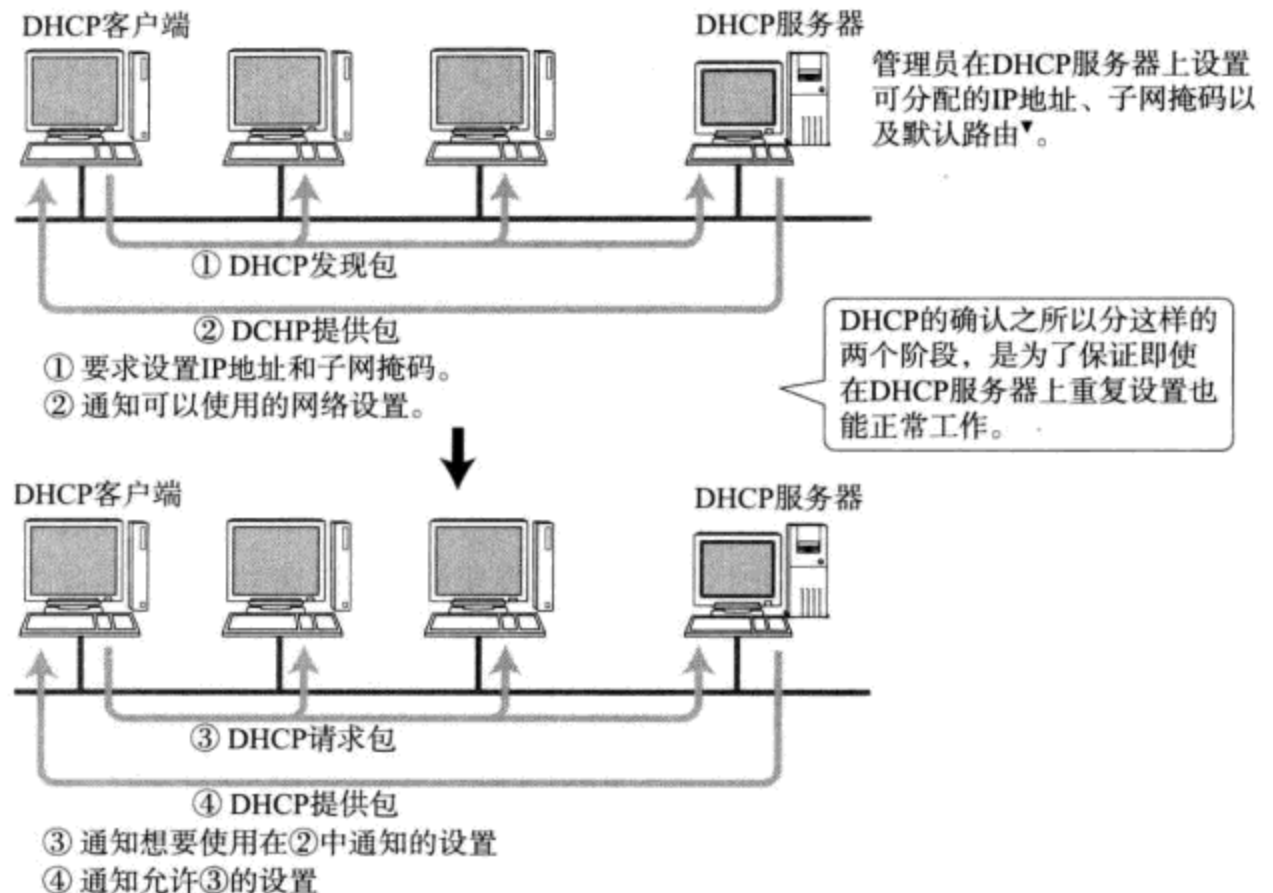 DHCP客户端
DHCP服务器
管理员在DHCP服务器上设置
可分配的IP地址、子网掩码以
及默认路由▼。
① DHCP发现包
② DCHP提供包
① 要求设置IP地址和子网掩码。
② 通知可以使用的网络设置。
DHCP的确认之所以分这样的
两个阶段，是为了保证即使
在DHCP服务器上重复设置也
能正常工作。
DHCP客户端
DHCP服务器
③ DHCP请求包
④ DHCP提供包
③ 通知想要使用在②中通知的设置
④ 通知允许③的设置